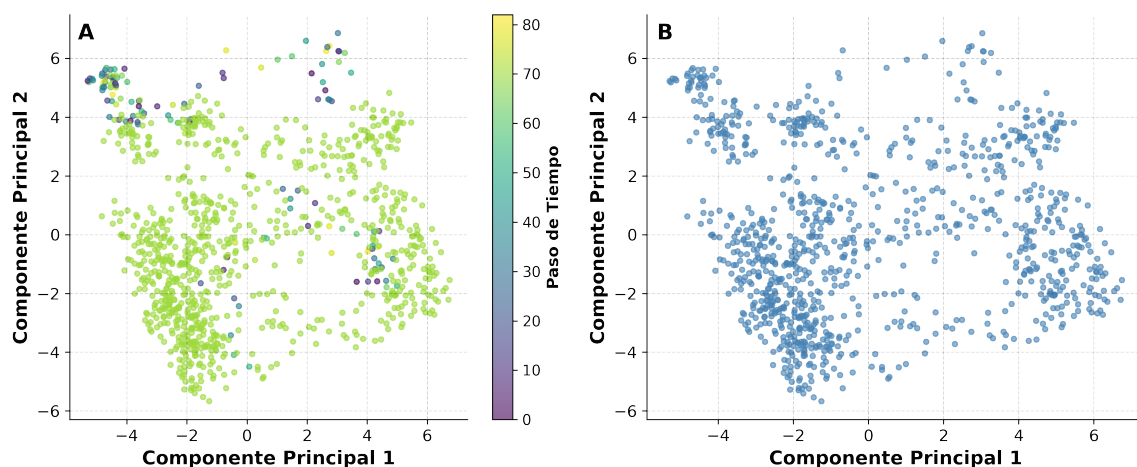 A
6
4
2
0
−2
−4
−6
Componente Principal 2
−4 −2 0 2 4 6
Componente Principal 1
80
70
60
50
40
30
20
10
0
Paso de Tiempo
B
6
4
2
0
−2
−4
−6
Componente Principal 2
−4 −2 0 2 4 6
Componente Principal 1